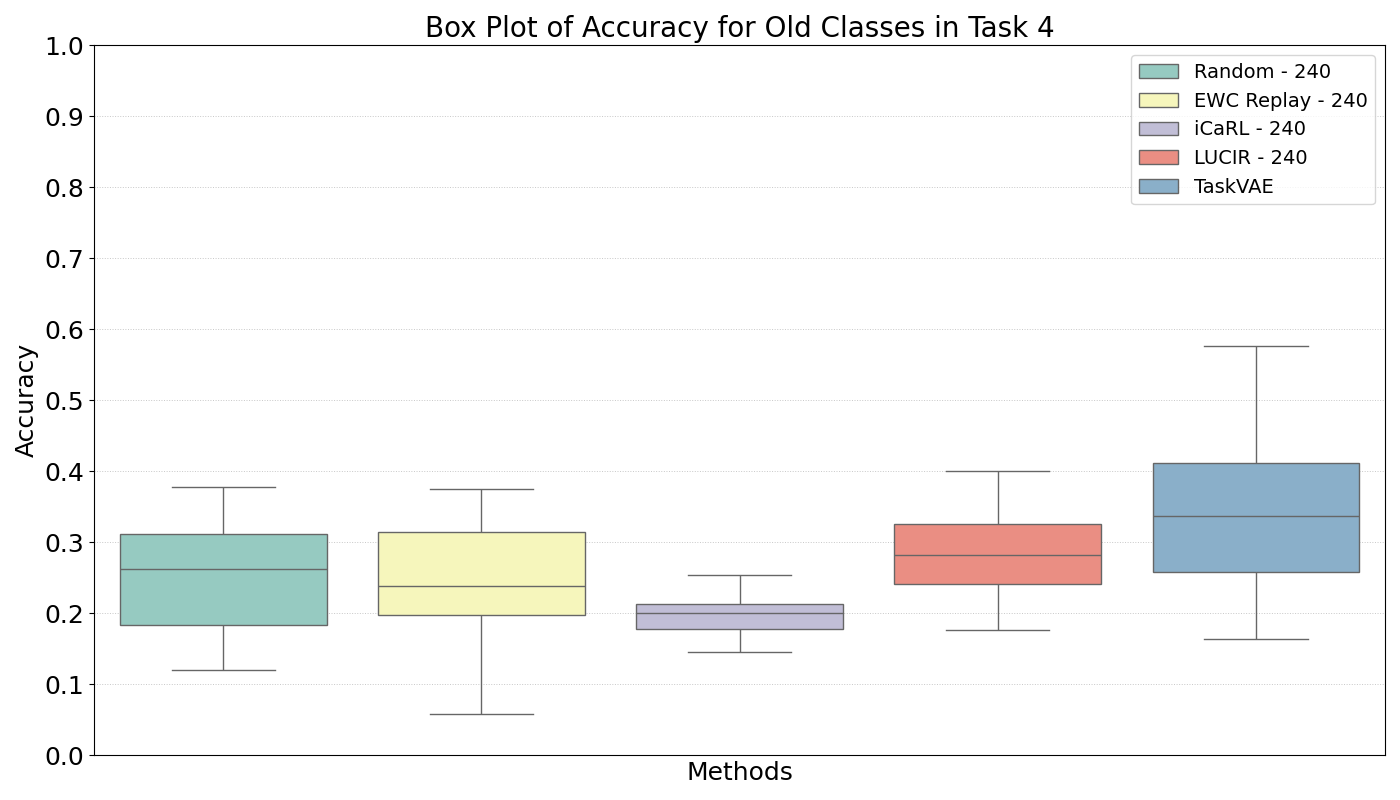 Box Plot of Accuracy for Old Classes in Task 4
1.0
0.9
0.8
0.7
0.6
0.5
0.4
0.3
0.2
0.1
0.0
Accuracy
Methods
Random - 240
EWC Replay - 240
iCaRL - 240
LUCIR - 240
TaskVAE